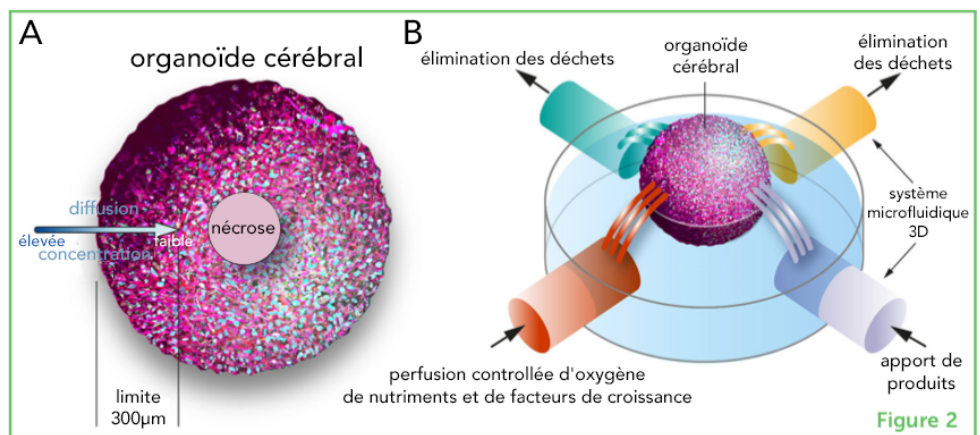 A
organoïde cérébral
diffusion
élevée
faible
concentration
nécrose
limite
300µm
B
élimination des déchets
organoïde
cérébral
élimination
des déchets
système
microfluidique
3D
perfusion controllée d'oxygène
de nutriments et de facteurs de croissance
apport de
produits
Figure 2